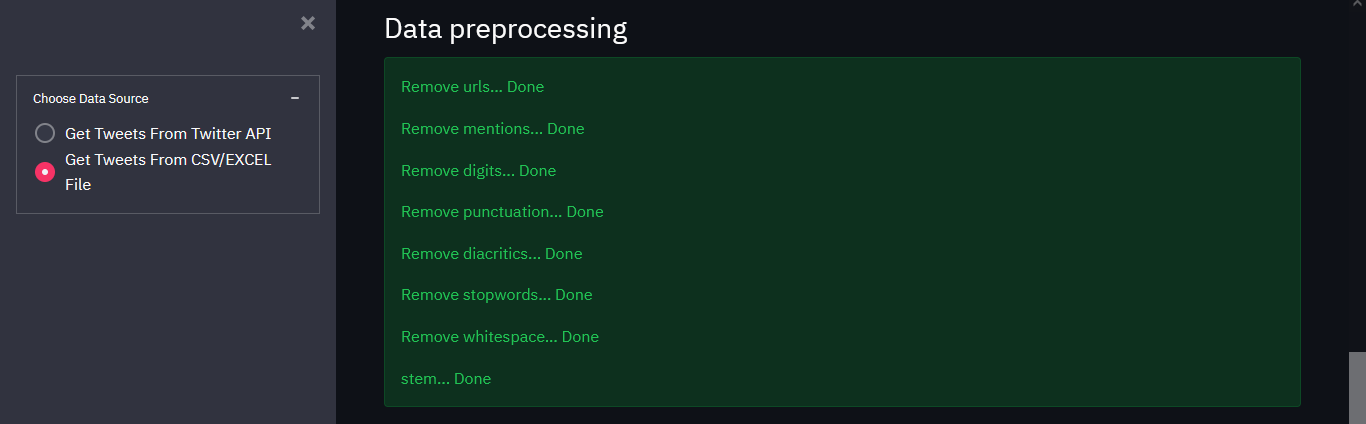 Choose Data Source
Get Tweets From Twitter API
Get Tweets From CSV/EXCEL
File
Data preprocessing
Remove urls... Done
Remove mentions... Done
Remove digits... Done
Remove punctuation... Done
Remove diacritics... Done
Remove stopwords... Done
Remove whitespace... Done
stem... Done